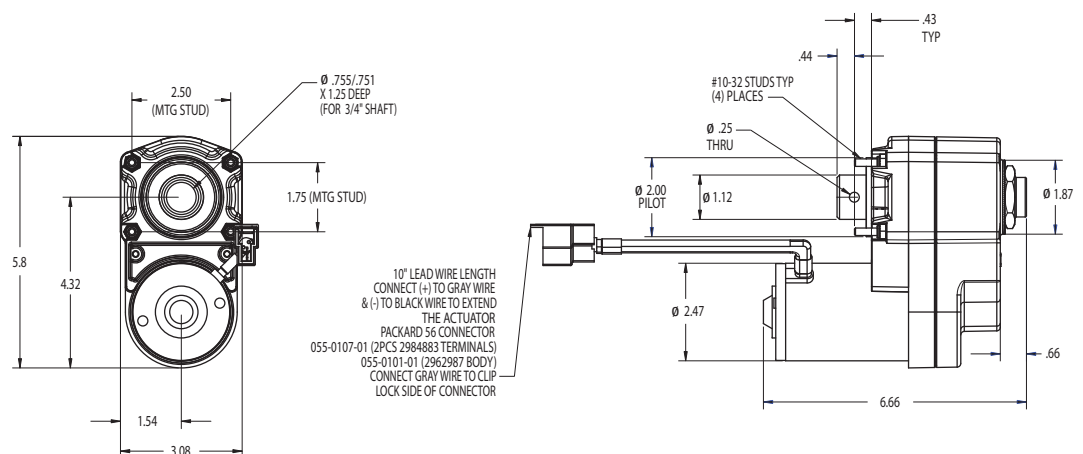 2.50
(MTG STUD)
Ø .755/.751
X 1.25 DEEP
(FOR 3/4" SHAFT)
1.75 (MTG STUD)
5.8
4.32
1.54
3.08
.43
TYP
.44
#10-32 STUDS TYP
(4) PLACES
Ø .25
THRU
Ø 2.00
PILOT
Ø 1.12
Ø 1.87
10" LEAD WIRE LENGTH
CONNECT (+) TO GRAY WIRE
& (-) TO BLACK WIRE TO EXTEND
THE ACTUATOR
PACKARD 56 CONNECTOR
055-0107-01 (2PCS 2984883 TERMINALS)
055-0101-01 (2962987 BODY)
CONNECT GRAY WIRE TO CLIP
LOCK SIDE OF CONNECTOR
Ø 2.47
.66
6.66